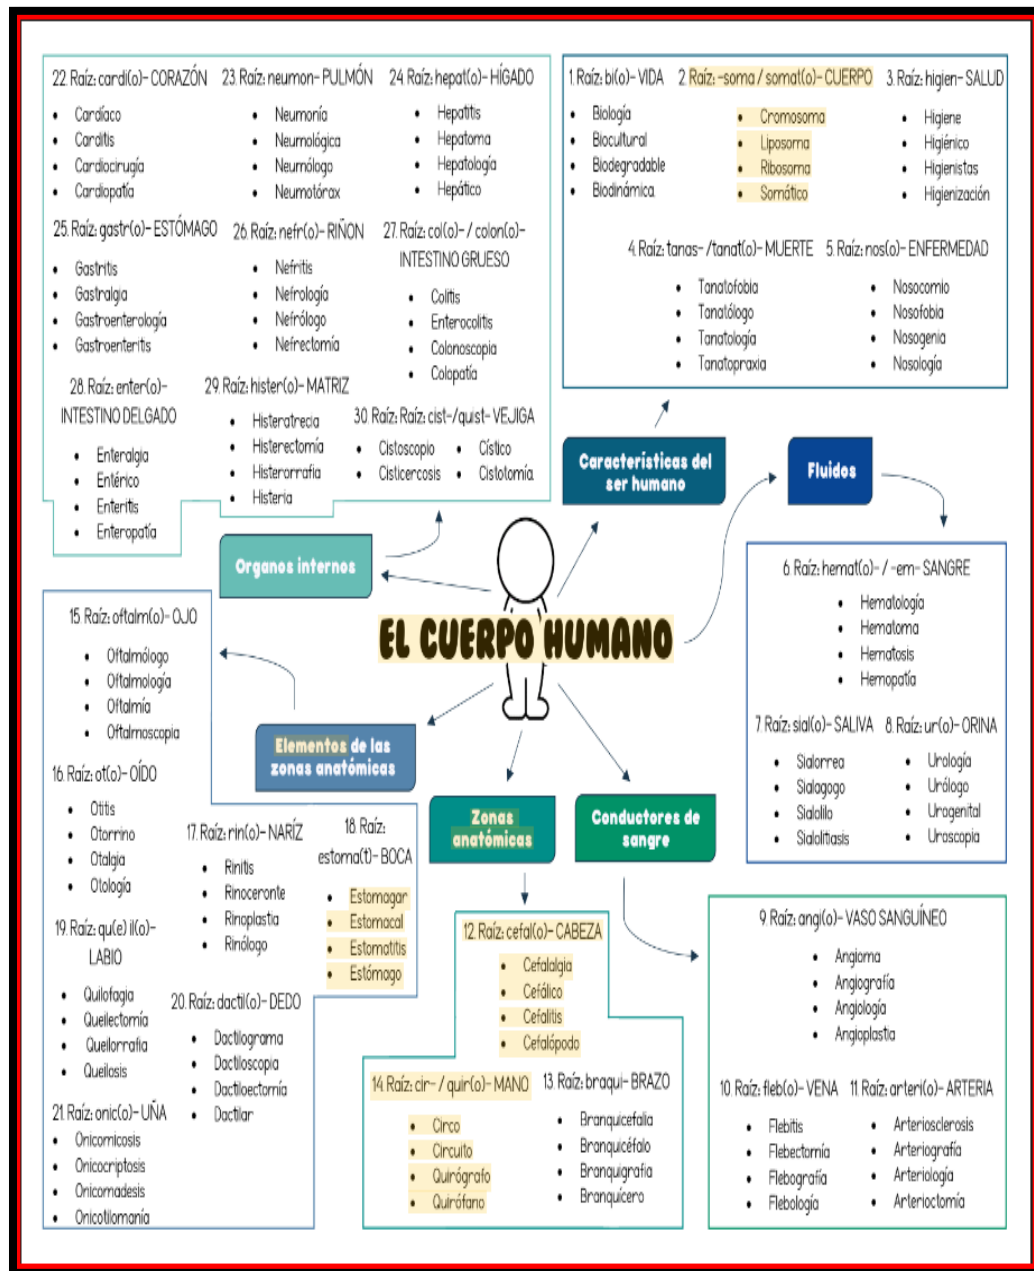 22. Raíz: cardi(o)- CORAZÓN
Cardíaco
Carditis
Cardiocirugía
Cardiopatía
23. Raíz: neumon- PULMÓN
Neumonía
Neumológica
Neumólogo
Neumotórax
24. Raíz: hepat(o)- HÍGADO
Hepatitis
Hepatoma
Hepatología
Hepático
25. Raíz: gastr(o)- ESTÓMAGO
Gastritis
Gastralgia
Gastroenterología
Gastroenteritis
26. Raíz: nefr(o)- RIÑON
Nefritis
Nefrología
Nefrólogo
Nefrectomía
27. Raíz: col(o)- / colon(o)-
INTESTINO GRUESO
Colitis
Enterocolitis
Colonoscopia
Colopatía
28. Raíz: enter(o)-
INTESTINO DELGADO
Enteralgia
Entérico
Enteritis
Enteropatía
29. Raíz: hister(o)- MATRIZ
Histeratrecia
Histerectomía
Histerorrafia
Histeria
30. Raíz: Raíz: cist-/quist- VEJIGA
Cistoscopio
Cisticercosis
Cístico
Cistotomía
Organos internos
1. Raíz: bi(o)- VIDA
Biología
Biocultural
Biodegradable
Biodinámica
2. Raíz: -soma / somat(o)- CUERPO
Cromosoma
Liposoma
Ribosoma
Somático
3. Raíz: higien- SALUD
Higiene
Higiénico
Higienistas
Higienización
4. Raíz: tanas- /tanat(o)- MUERTE
Tanatofobia
Tanatólogo
Tanatología
Tanatopraxia
5. Raíz: nos(o)- ENFERMEDAD
Nosocomio
Nosofobia
Nosogenia
Nosología
Características del
ser humano
Fluidos
6. Raíz: hemat(o)- / -em- SANGRE
Hematología
Hematoma
Hematosis
Hemopatía
7. Raíz: sial(o)- SALIVA
Sialorrea
Sialagogo
Sialolilo
Sialolitiasis
8. Raíz: ur(o)- ORINA
Urología
Urólogo
Urogenital
Uroscopia
EL CUERPO HUMANO
15. Raíz: oftalm(o)- OJO
Oftalmólogo
Oftalmología
Oftalmía
Oftalmoscopia
Elementos de las
zonas anatómicas
16. Raíz: ot(o)- OÍDO
Otitis
Otorrino
Otalgia
Otología
17. Raíz: rin(o)- NARÍZ
Rinitis
Rinoceronte
Rinoplastia
Rinólogo
18. Raíz:
estoma(t)- BOCA
Estomagar
Estomacal
Estomatitis
Estómago
19. Raíz: qu(e) il(o)-
LABIO
Quilofagia
Queilectomía
Queilorrafia
Queilosis
20. Raíz: dactil(o)- DEDO
Dactilograma
Dactiloscopia
Dactiloectomía
Dactilar
21. Raíz: onic(o)- UÑA
Onicomicosis
Onicocriptosis
Onicomadesis
Onicotilomanía
Zonas
anatómicas
Conductores de
sangre
12. Raíz: cefal(o)- CABEZA
Cefalalgia
Cefálico
Cefalitis
Cefalópodo
14. Raíz: cir- / quir(o)- MANO
Circo
Circuito
Quirógrafo
Quirófano
13. Raíz: braqui- BRAZO
Branquicefalia
Branquicéfalo
Branquigrafia
Branquícero
9. Raíz: angi(o)- VASO SANGUÍNEO
Angioma
Angiografía
Angiología
Angioplastia
10. Raíz: fleb(o)- VENA
Flebitis
Flebectomía
Flebografía
Flebología
11. Raíz: arteri(o)- ARTERIA
Arteriosclerosis
Arteriografía
Arteriología
Arterioctomía